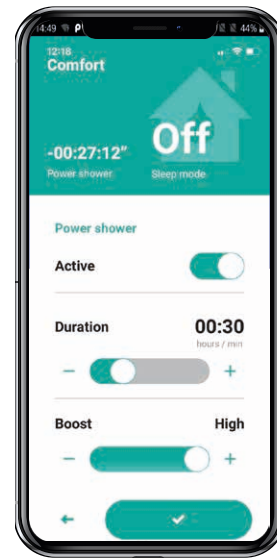 14:49
44%
12:18
Comfort
Off
-00:27:12"
Power shower
Sleep mode
Power shower
Active
Duration
00:30
hours / min
- +
Boost
High
- +